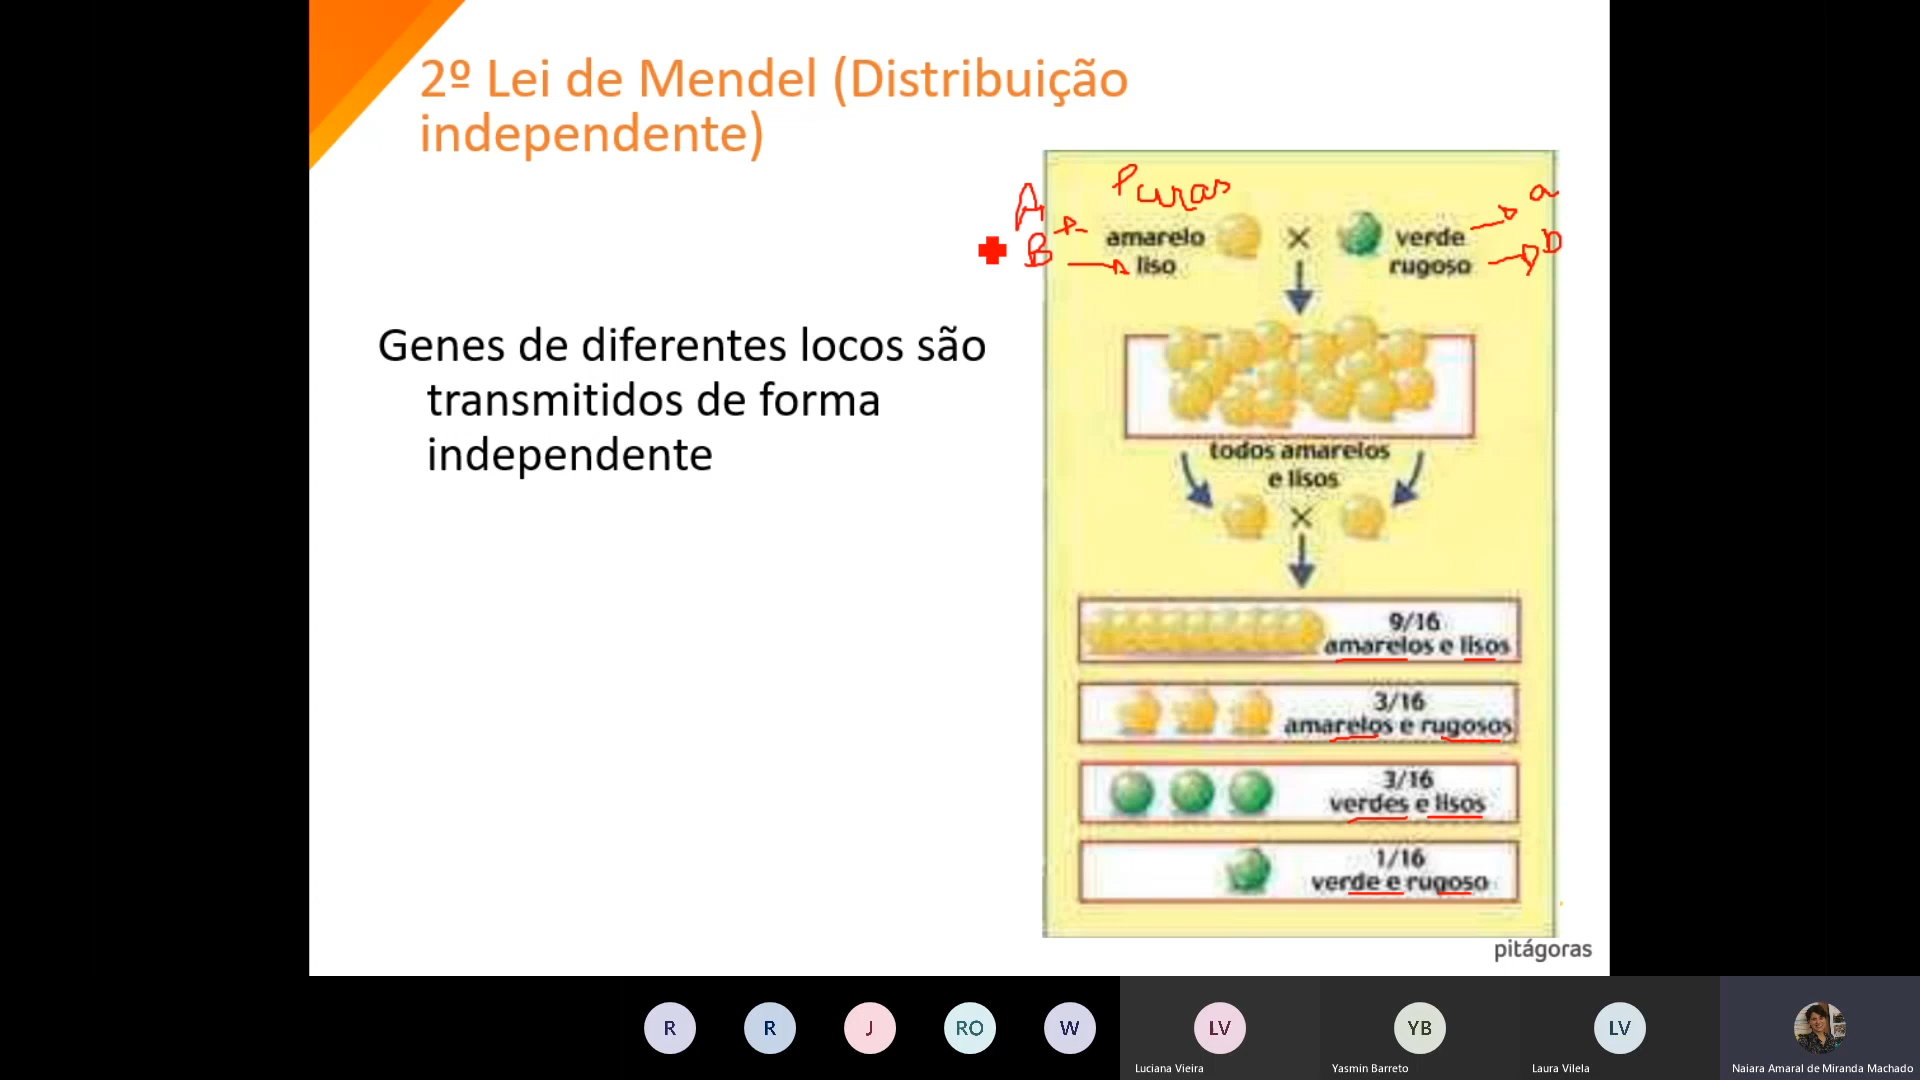 2º Lei de Mendel (Distribuição
independente)
Genes de diferentes locos são
transmitidos de forma
independente
Puras
A
B
a
b
amarelo
liso
×
verde
rugoso
todos amarelos
e lisos
×
9/16
amarelos e lisos
3/16
amarelos e rugosos
3/16
verdes e lisos
1/16
verde e rugoso
pitágoras
R
R
J
RO
W
LV
Luciana Vieira
YB
Yasmin Barreto
LV
Laura Vilela
Naiara Amaral de Miranda Machado